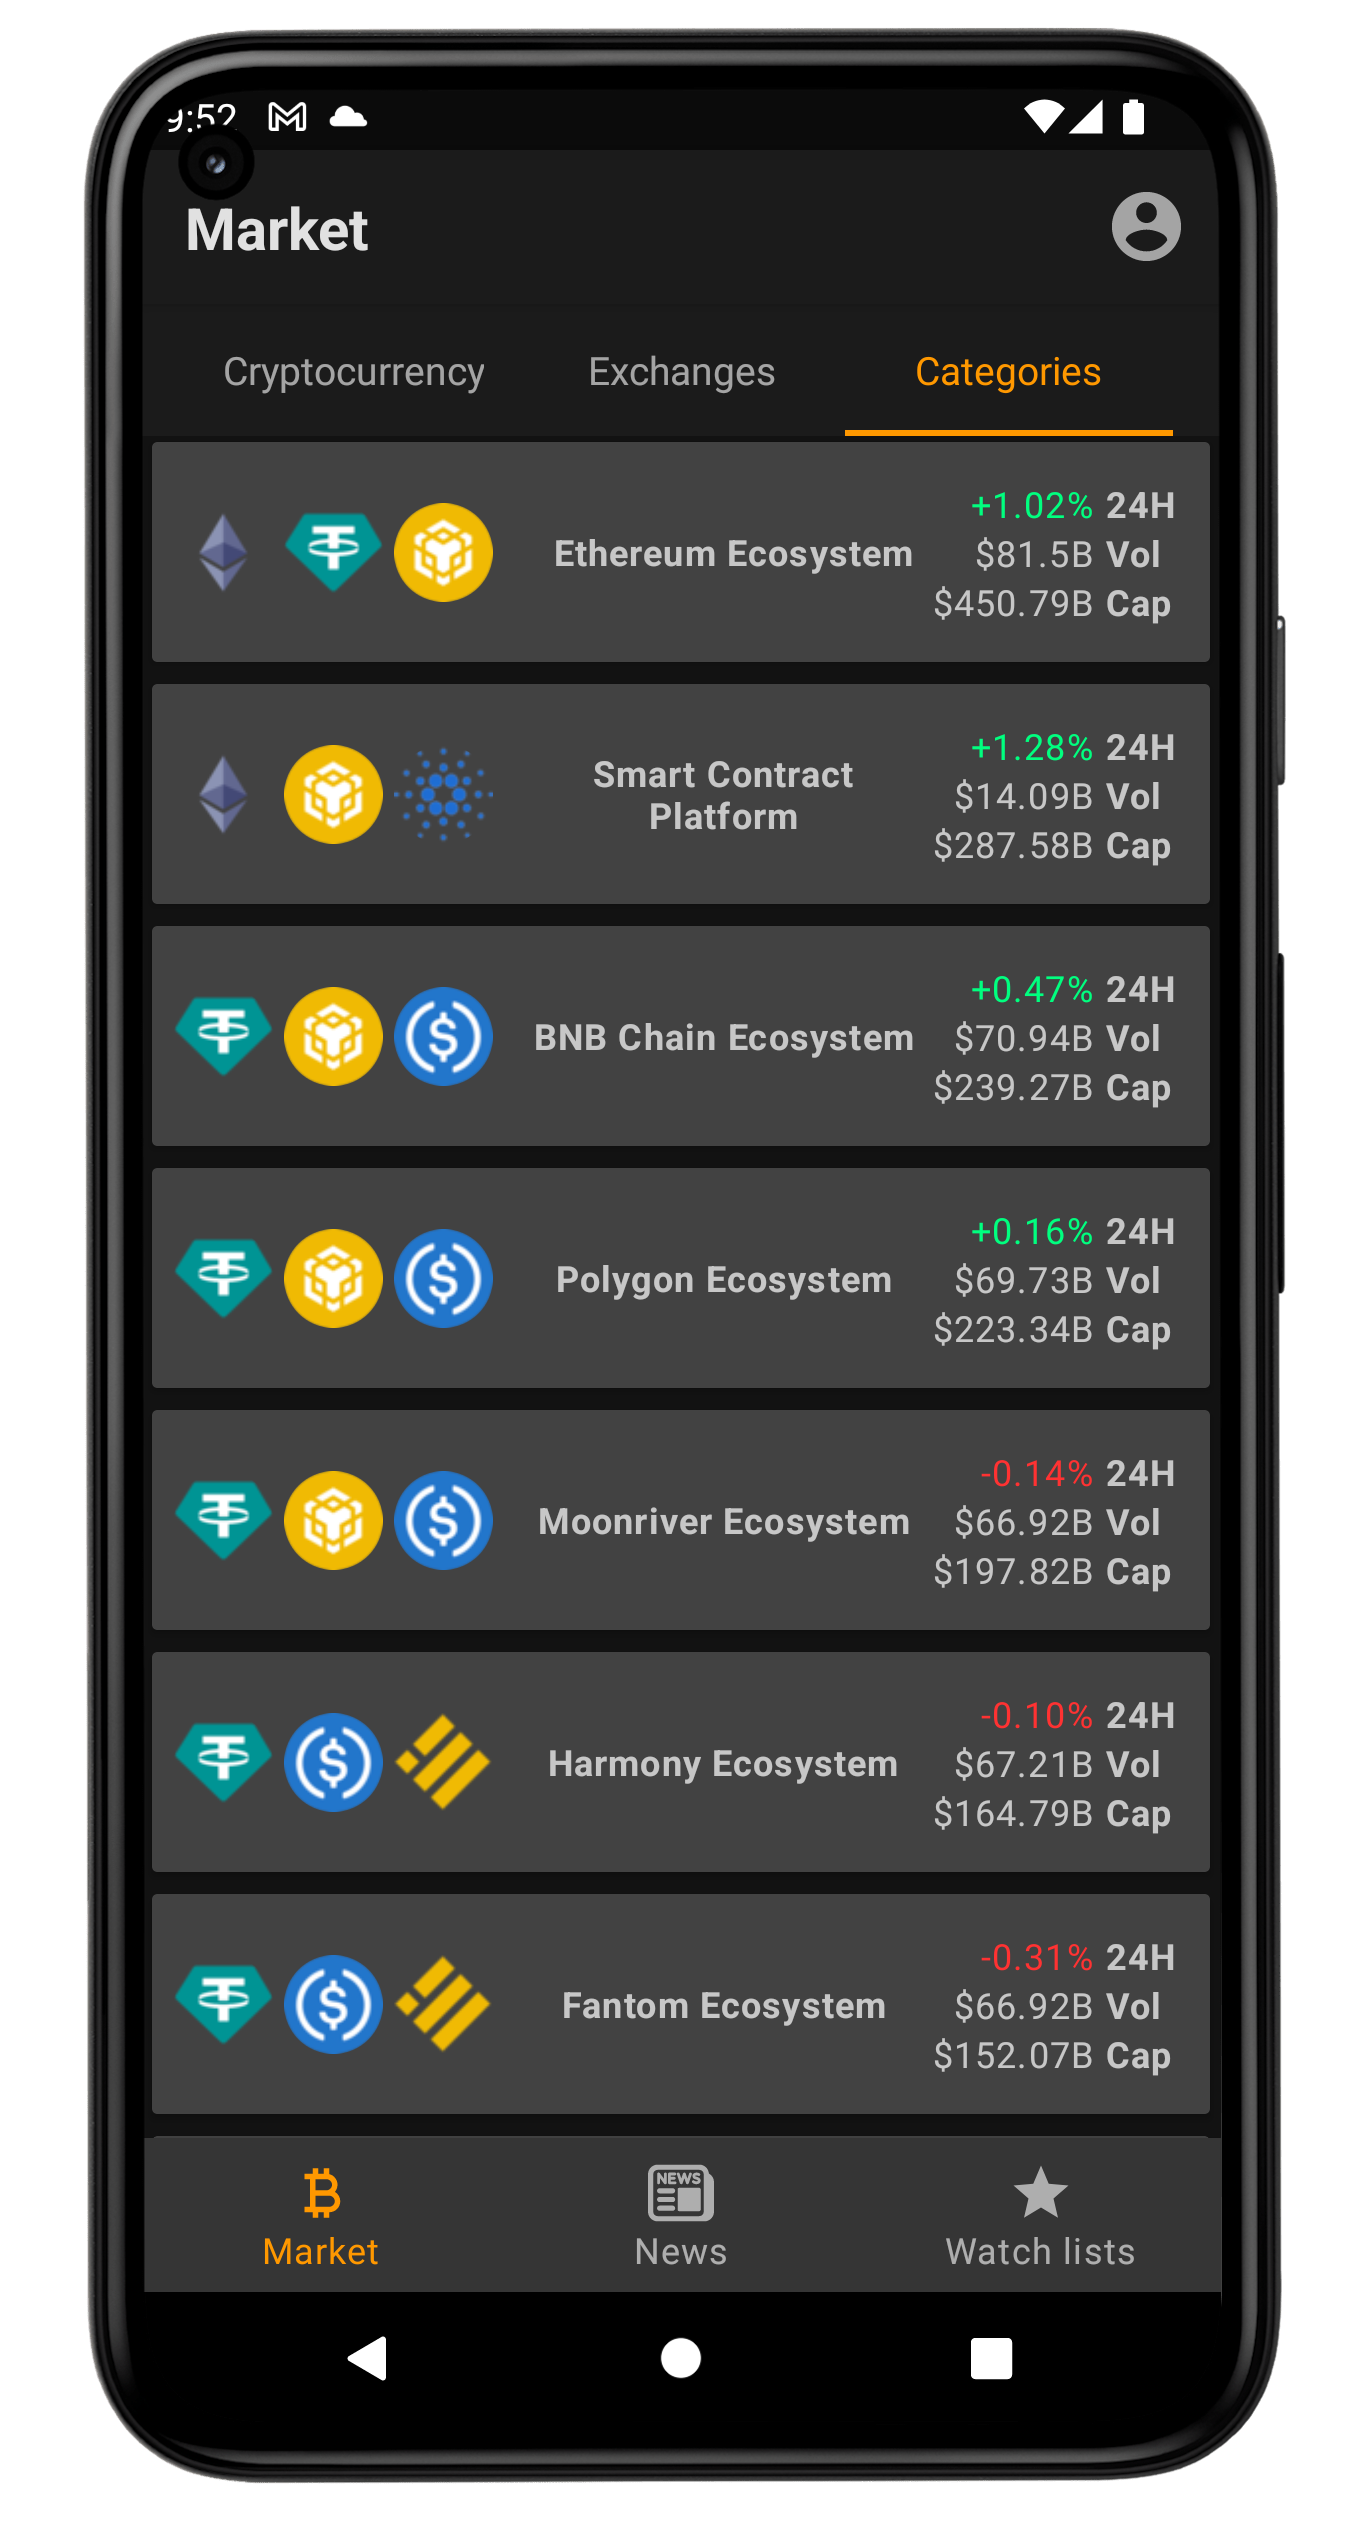 9:52
Market
Cryptocurrency Exchanges Categories
+1.02% 24H
Ethereum Ecosystem $81.5B Vol
$450.79B Cap
+1.28% 24H
Smart Contract
Platform
$14.09B Vol
$287.58B Cap
+0.47% 24H
BNB Chain Ecosystem $70.94B Vol
$239.27B Cap
+0.16% 24H
Polygon Ecosystem $69.73B Vol
$223.34B Cap
-0.14% 24H
Moonriver Ecosystem $66.92B Vol
$197.82B Cap
-0.10% 24H
Harmony Ecosystem $67.21B Vol
$164.79B Cap
-0.31% 24H
Fantom Ecosystem $66.92B Vol
$152.07B Cap
NEWS
Market News Watch lists